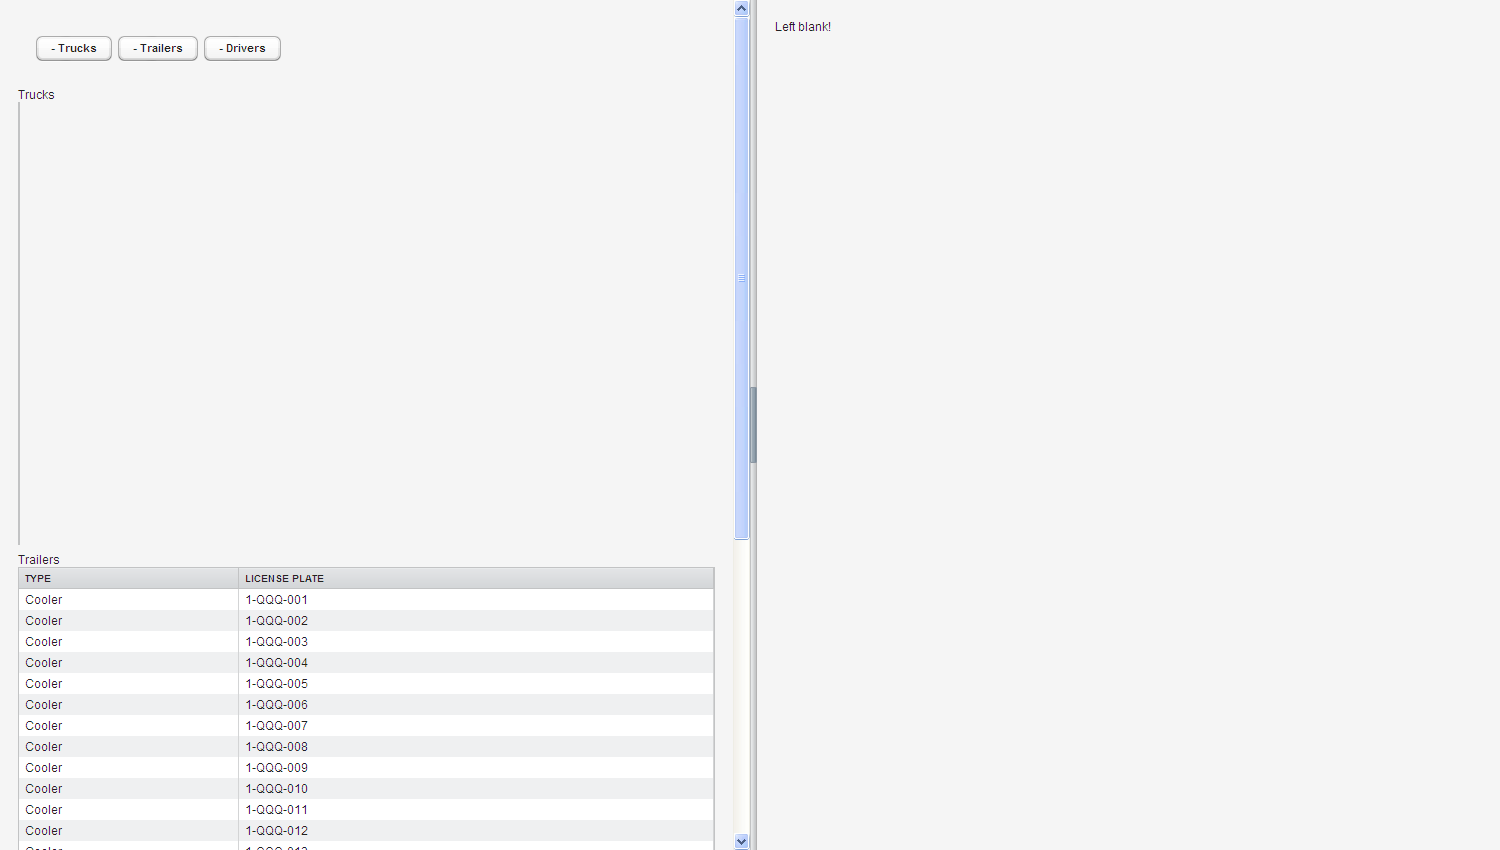 - Trucks - Trailers - Drivers
Left blank!
Trucks
Trailers
TYPE LICENSE PLATE
Cooler 1-QQQ-001
Cooler 1-QQQ-002
Cooler 1-QQQ-003
Cooler 1-QQQ-004
Cooler 1-QQQ-005
Cooler 1-QQQ-006
Cooler 1-QQQ-007
Cooler 1-QQQ-008
Cooler 1-QQQ-009
Cooler 1-QQQ-010
Cooler 1-QQQ-011
Cooler 1-QQQ-012